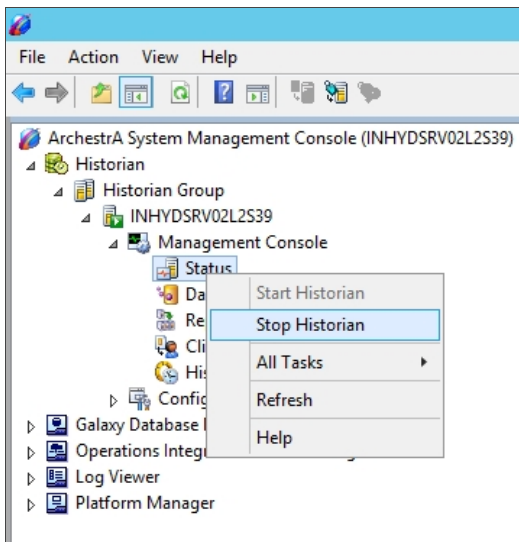 File Action View Help
ArchestrA System Management Console (INHYDSRV02L2S39)
Historian
Historian Group
INHYDSRV02L2S39
Management Console
Status
Start Historian
Stop Historian
All Tasks
Refresh
Help
Galaxy Database
Operations
Log Viewer
Platform Manager